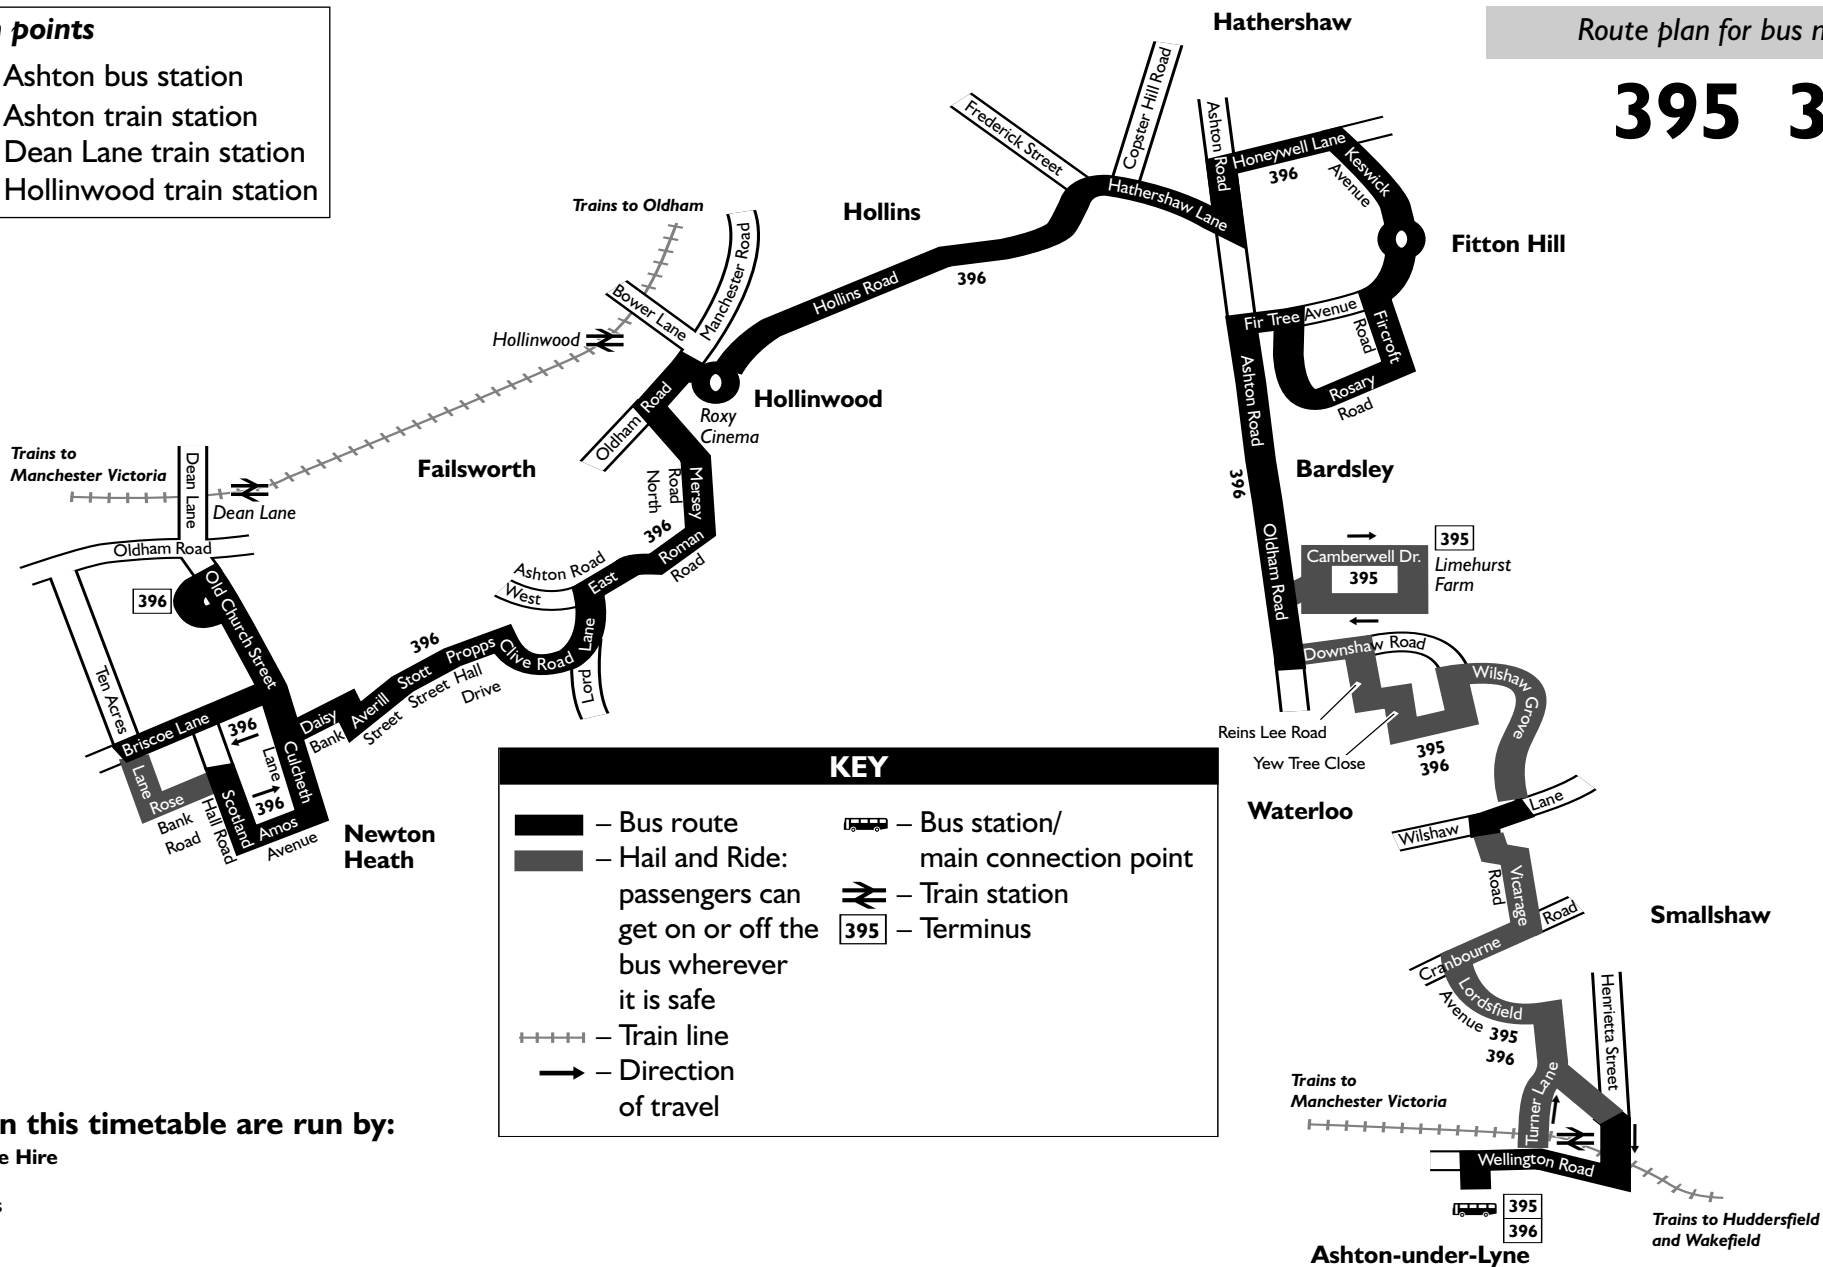 points
Ashton bus station
Ashton train station
Dean Lane train station
Hollinwood train station
Route plan for bus
395
Hathershaw
Copster Hill Road
Frederick Street
Ashton Road
Ashton Road
Honeywell Lane
396
Keswick
Avenue
Hathershaw Lane
Fitton Hill
Hollins
Trains to Oldham
Manchester Road
Bower Lane
Hollins Road
396
Hollinwood
Hollinwood
Roxy
Cinema
Oldham Road
Fir Tree Avenue
Fircroft
Road
Rosary
Road
Ashton Road
396
Bardsley
Oldham Road
Trains to
Manchester Victoria
Dean Lane
Dean Lane
Failsworth
Mersey
Road
North
396
Roman
Road
Oldham Road
396
Old Church Street
Ashton Road
West
East
Lane
Lord
Clive Road
Propps
Hall
Drive
396
Stott
Street
Averill
Street
Daisy
Bank
Ten Acres
Lane
Briscoe Lane
396
Culcheth
Lane
396
Rose
Bank
Road
Scotland
Hall Road
Amos
Avenue
Newton
Heath
Camberwell Dr.
395
395
Limehurst
Farm
Downshaw Road
Wilshaw
Grove
Reins Lee Road
Yew Tree Close
395
396
Waterloo
Wilshaw
Lane
Vicarage
Road
Smallshaw
Cranbourne
Road
Lordsfield
Avenue
395
396
Henrietta Street
Turner Lane
Trains to
Manchester Victoria
Wellington Road
395
396
Trains to Huddersfield
and Wakefield
Ashton-under-Lyne
KEY
– Bus route
– Hail and Ride:
passengers can
get on or off the
bus wherever
it is safe
– Train line
– Direction
of travel
– Bus station/
main connection point
– Train station
395 – Terminus
n this timetable are run by:
e Hire